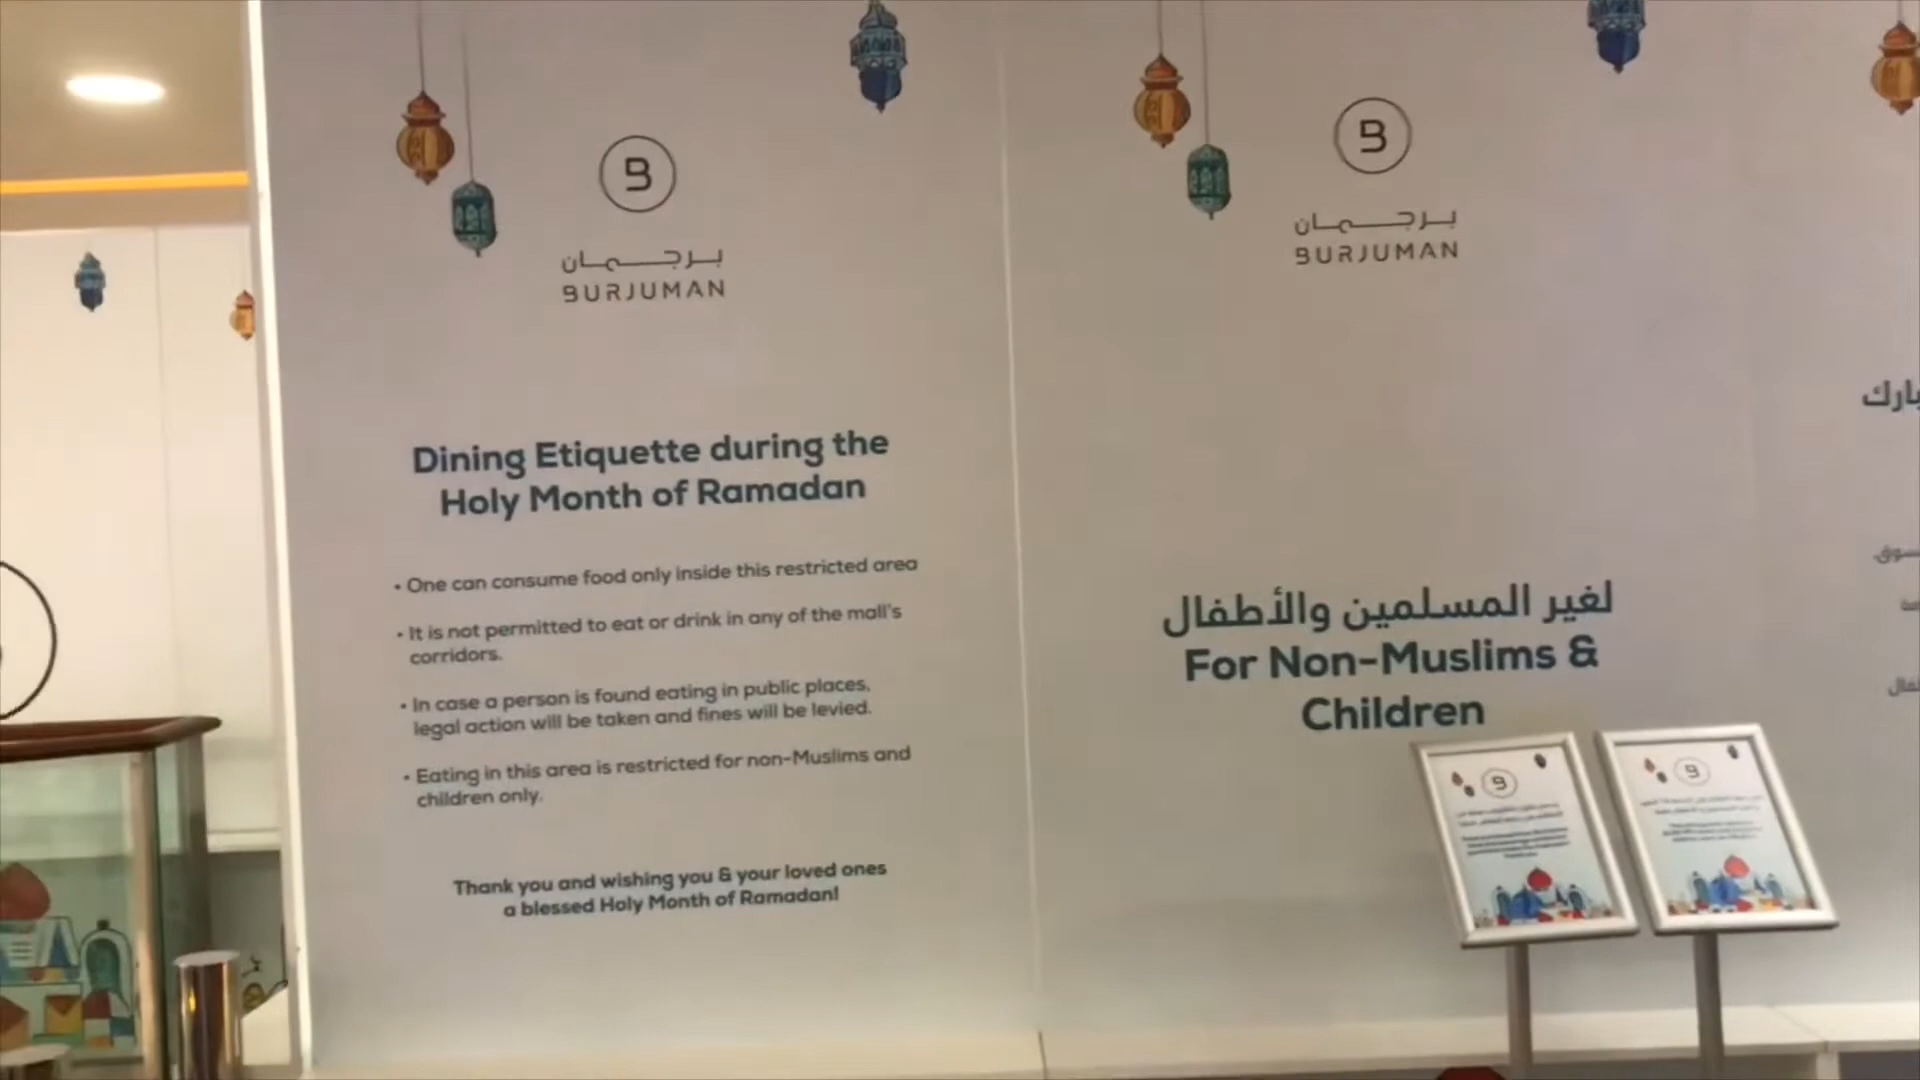 B
برجمان
BURJUMAN
Dining Etiquette during the
Holy Month of Ramadan
• One can consume food only inside this restricted area
• It is not permitted to eat or drink in any of the mall's
corridors.
• In case a person is found eating in public places,
legal action will be taken and fines will be levied.
• Eating in this area is restricted for non-Muslims and
children only.
Thank you and wishing you & your loved ones
a blessed Holy Month of Ramadan!
B
برجمان
BURJUMAN
لغير المسلمين والأطفال
For Non-Muslims &
Children
B
B